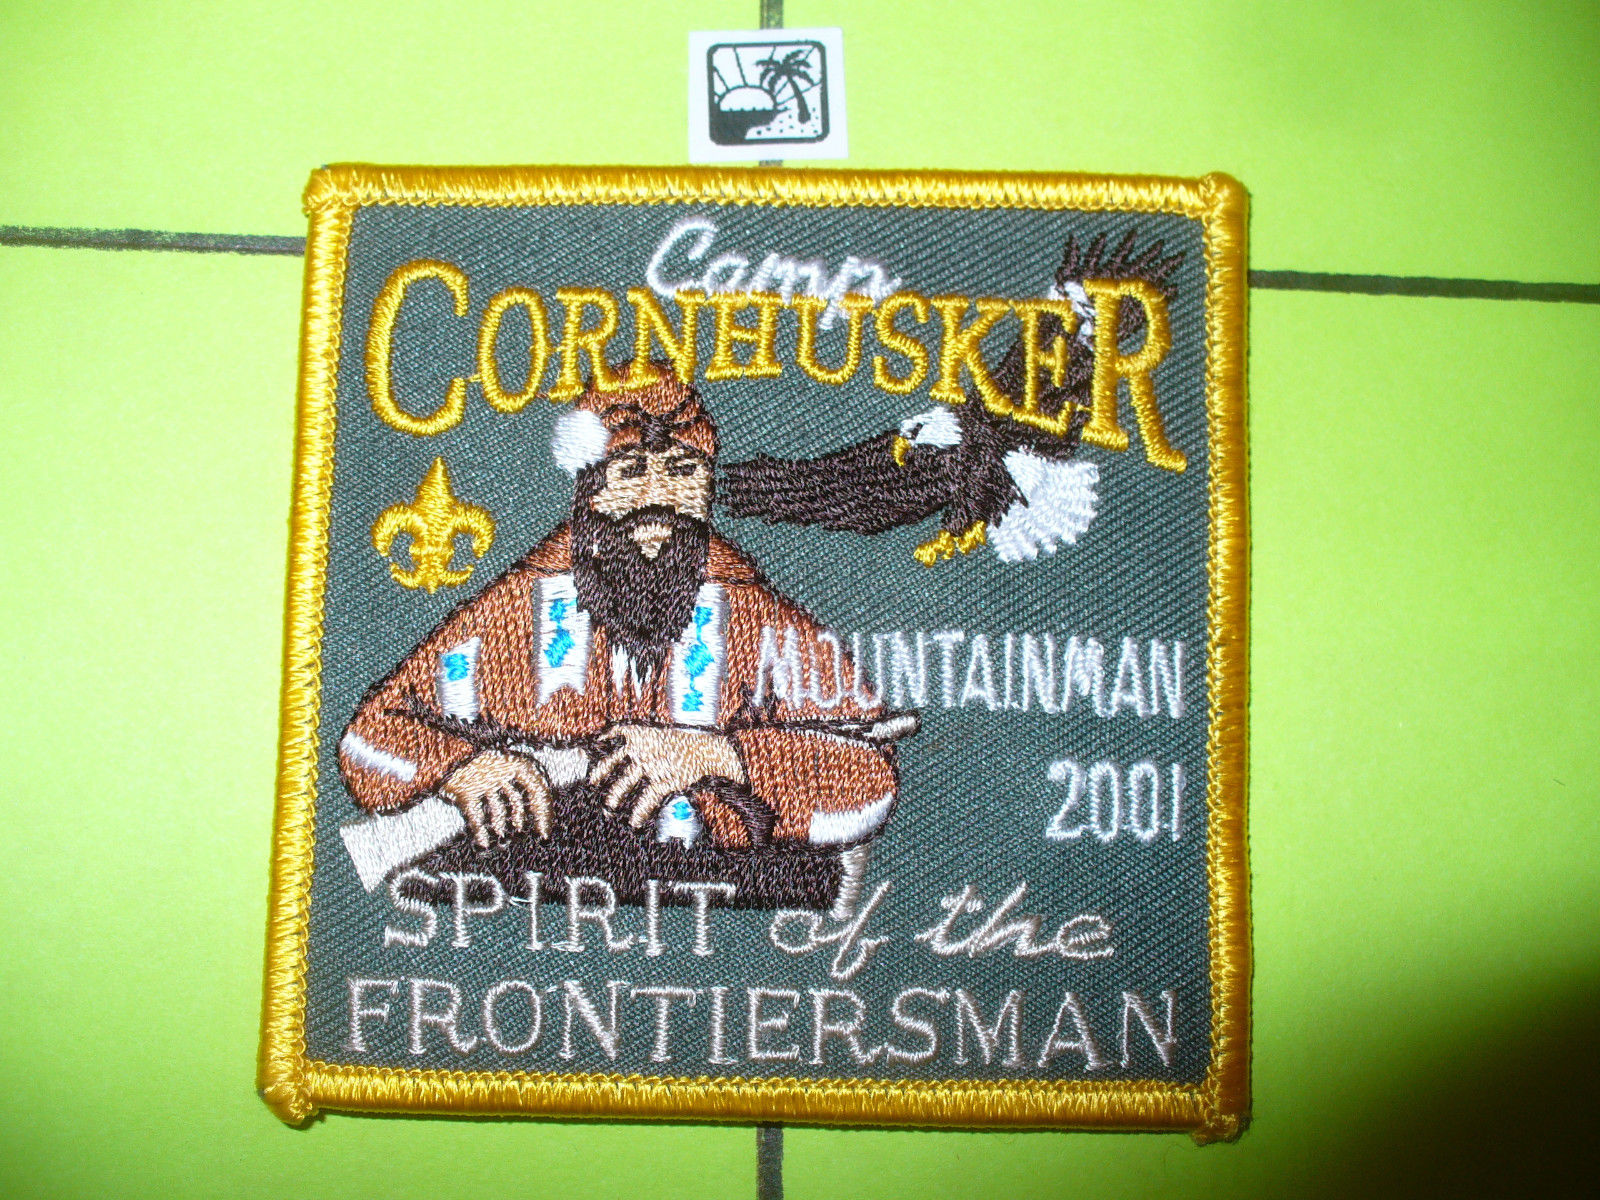 Camp
CORNHUSKER
MOUNTAINMAN
2001
SPIRIT of the
FRONTIERSMAN